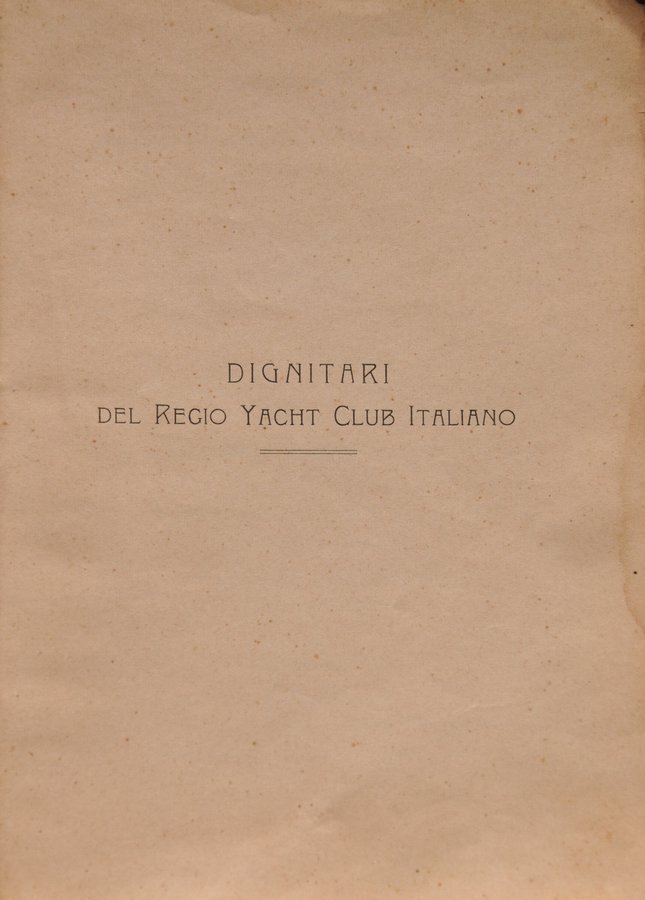 DIGNITARI
DEL REGIO YACHT CLUB ITALIANO